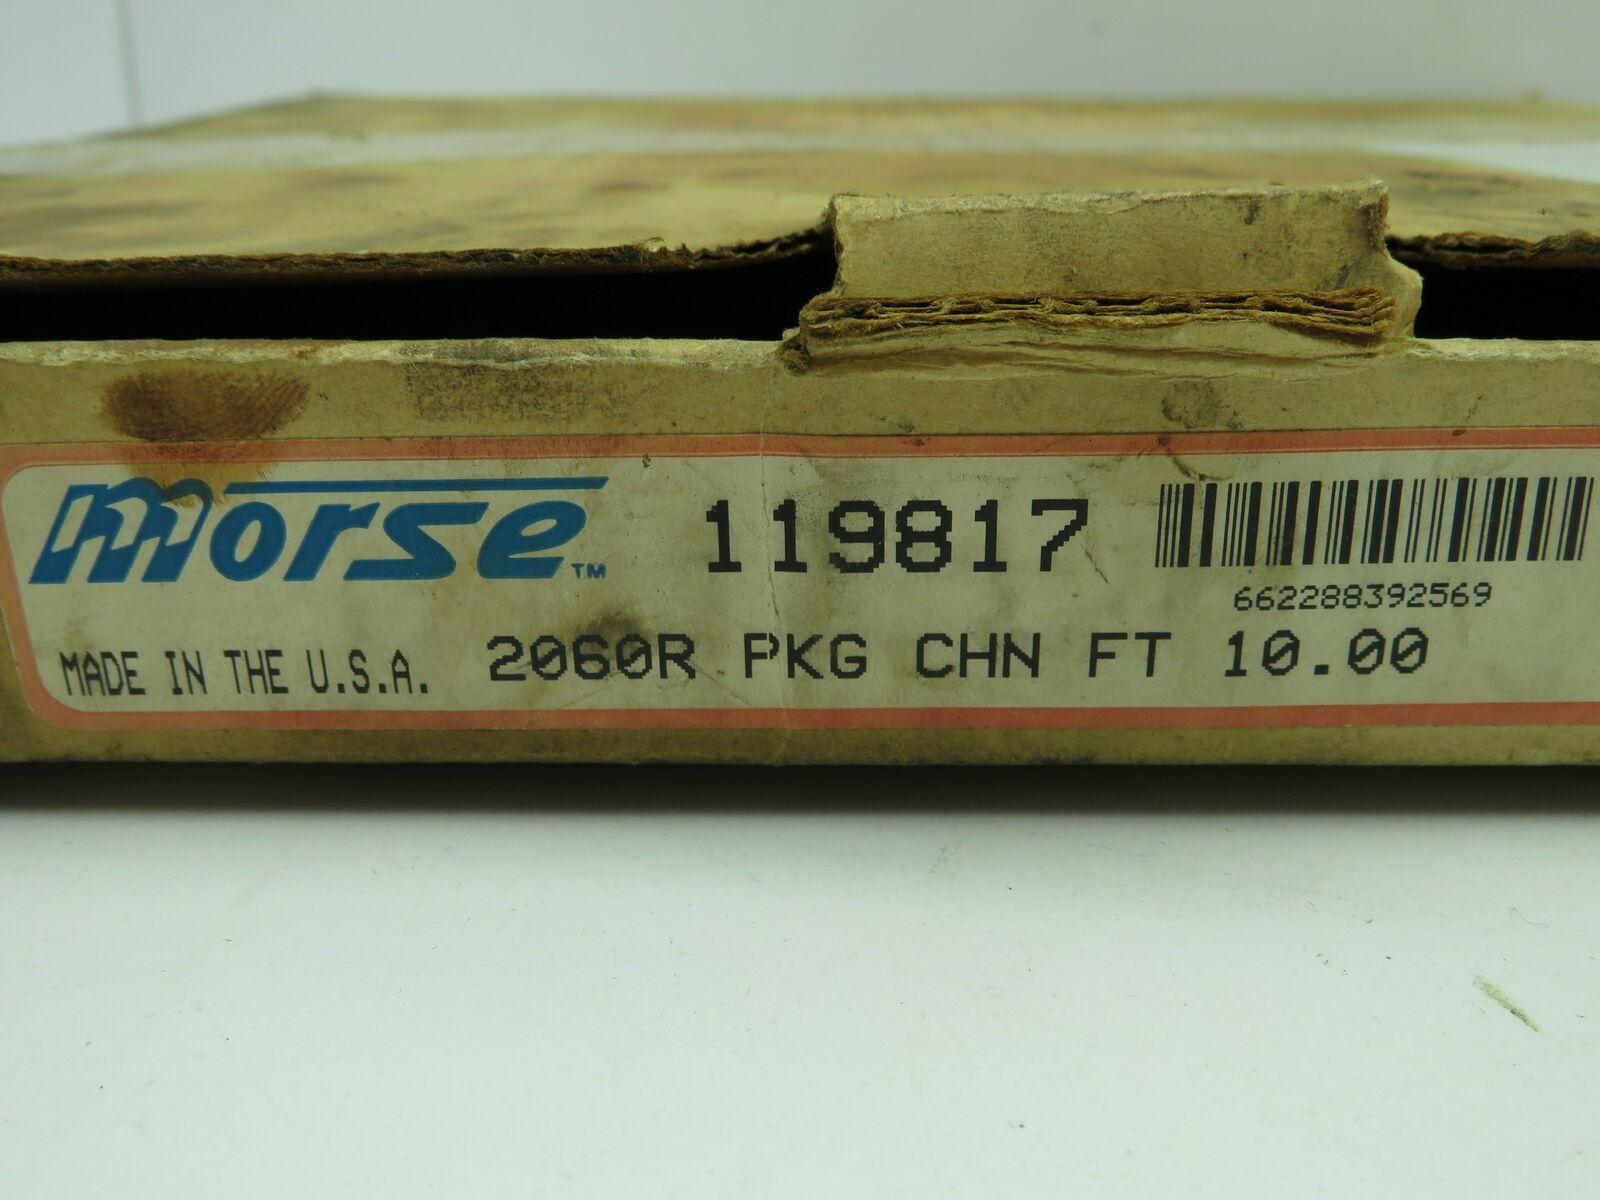 morse™ 119817
662288392569
MADE IN THE U.S.A. 2060R PKG CHN FT 10.00